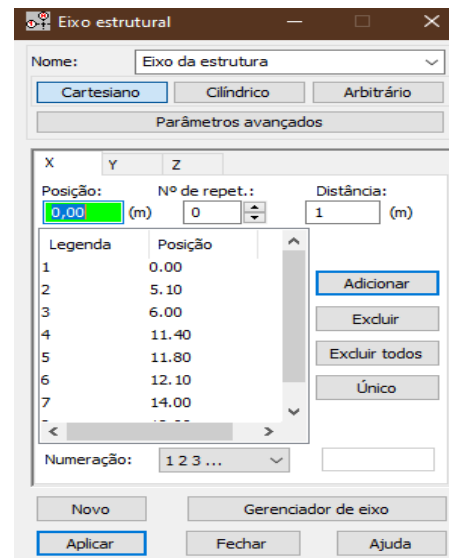 Eixo estrutural
Nome: Eixo da estrutura
Cartesiano Cilíndrico Arbitrário
Parâmetros avançados
X Y Z
Posição: Nº de repet.: Distância:
0,00 (m) 0 1 (m)
Legenda Posição
1 0.00
2 5.10
3 6.00
4 11.40
5 11.80
6 12.10
7 14.00
Adicionar
Excluir
Excluir todos
Único
Numeração: 1 2 3 ...
Novo Gerenciador de eixo
Aplicar Fechar Ajuda